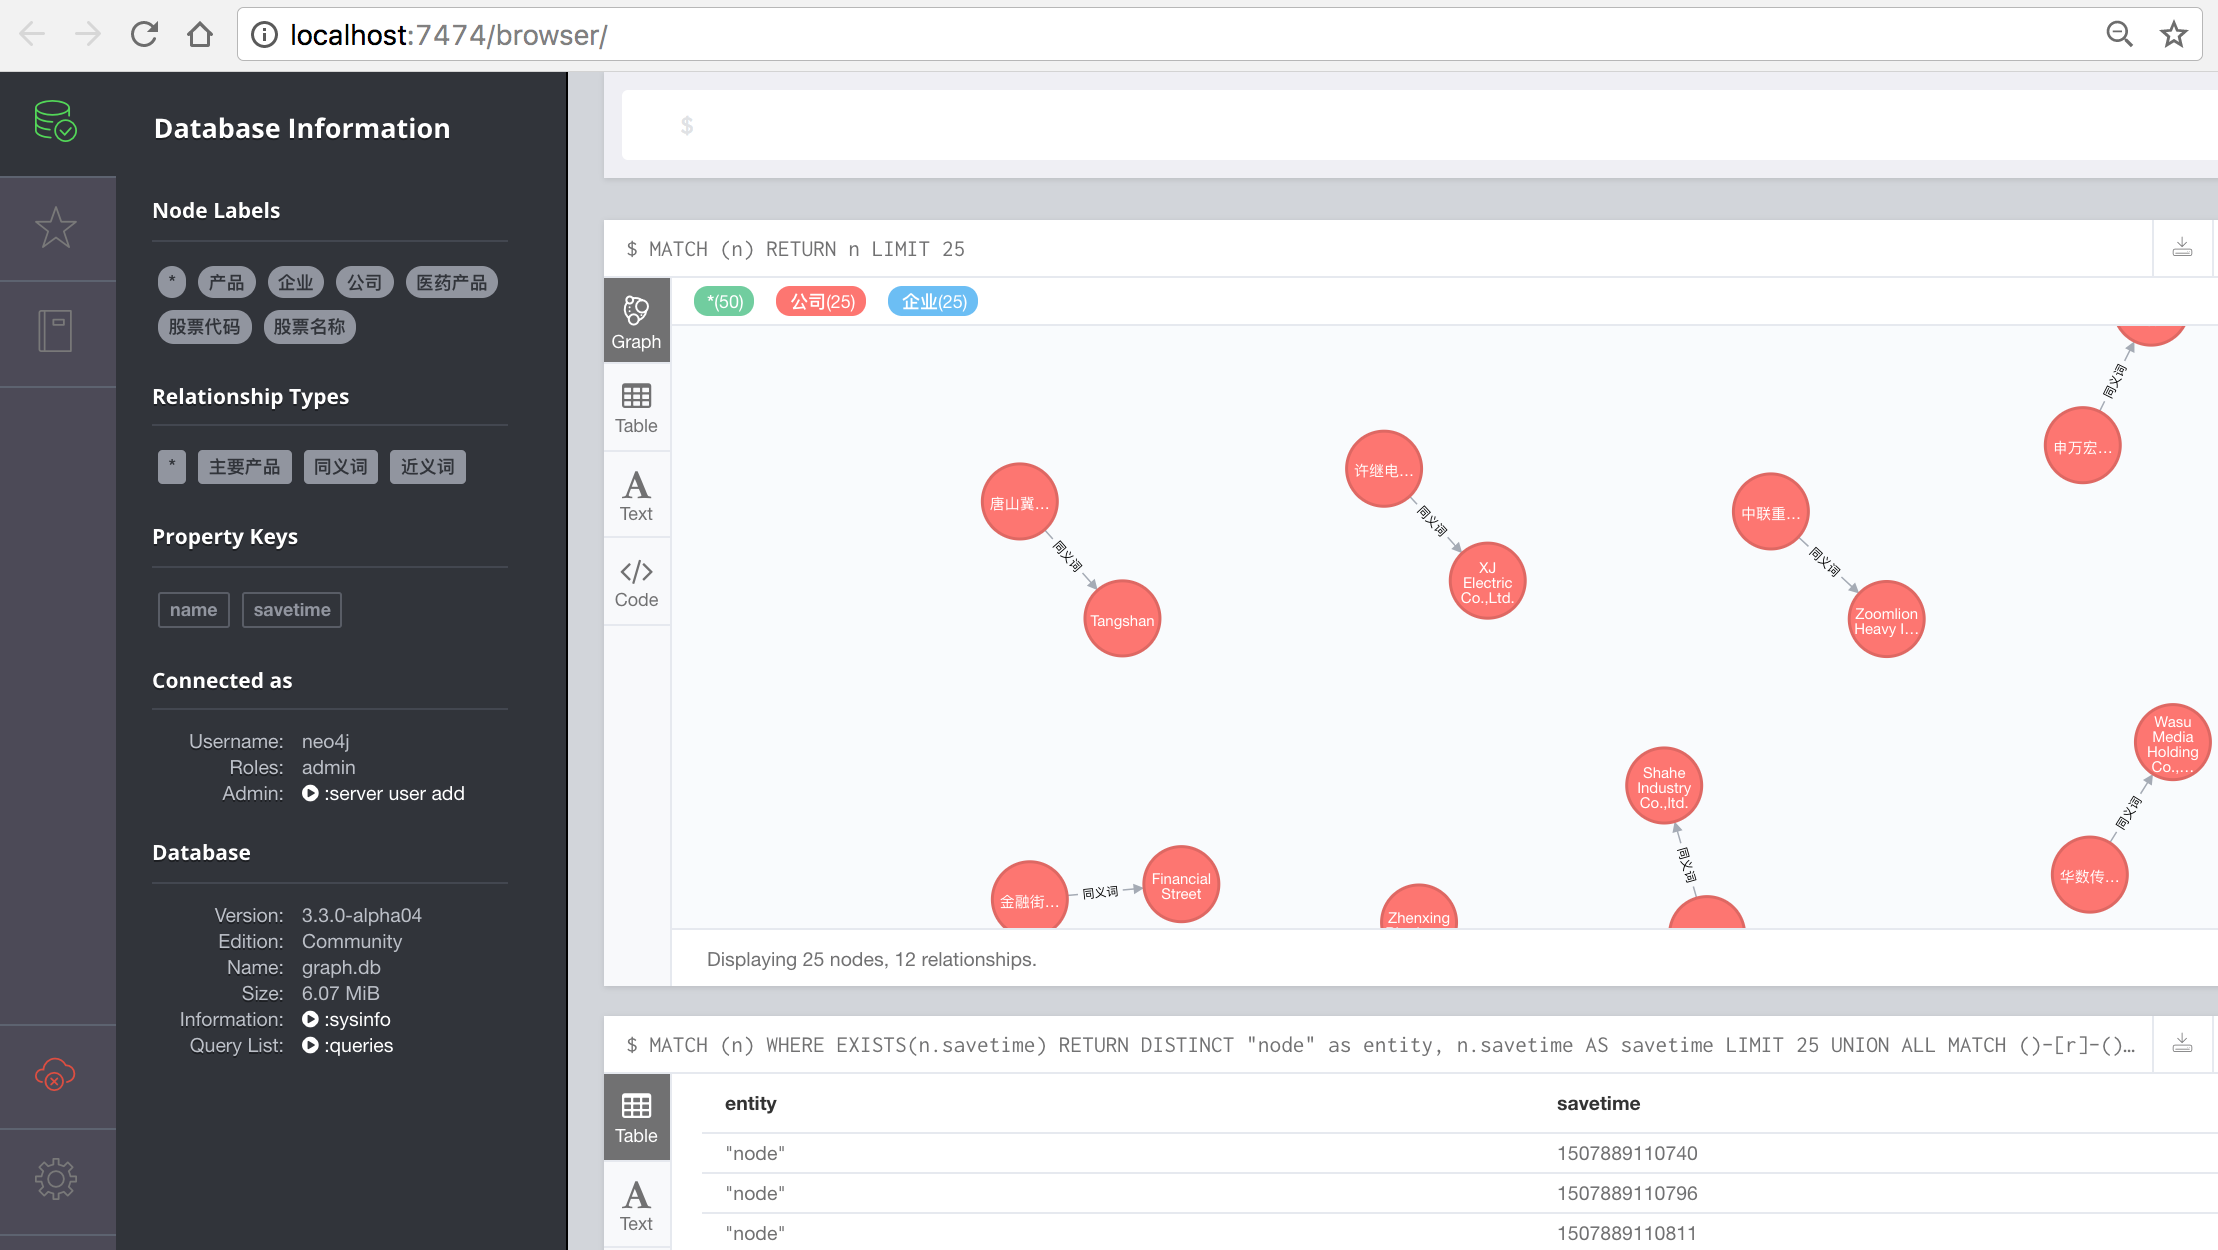 localhost:7474/browser/
Database Information
Node Labels
* 产品 企业 公司 医药产品
股票代码 股票名称
Relationship Types
* 主要产品 同义词 近义词
Property Keys
name savetime
Connected as
Username: neo4j
Roles: admin
Admin: :server user add
Database
Version: 3.3.0-alpha04
Edition: Community
Name: graph.db
Size: 6.07 MiB
Information: :sysinfo
Query List: :queries
$
$ MATCH (n) RETURN n LIMIT 25
Graph
Table
Text
Code
*(50) 公司(25) 企业(25)
同义词
申万宏...
许继电...
同义词
XJ
Electric
Co.,Ltd.
唐山冀...
同义词
Tangshan
中联重...
同义词
Zoomlion
Heavy I...
Wasu
Media
Holding
Co.,...
同义词
华数传...
Shahe
Industry
Co.,ltd.
同义词
金融街...
同义词
Financial
Street
Zhenxing
Displaying 25 nodes, 12 relationships.
$ MATCH (n) WHERE EXISTS(n.savetime) RETURN DISTINCT "node" as entity, n.savetime AS savetime LIMIT 25 UNION ALL MATCH ()-[r]-()...
Table
Text
entity savetime
"node" 1507889110740
"node" 1507889110796
"node" 1507889110811